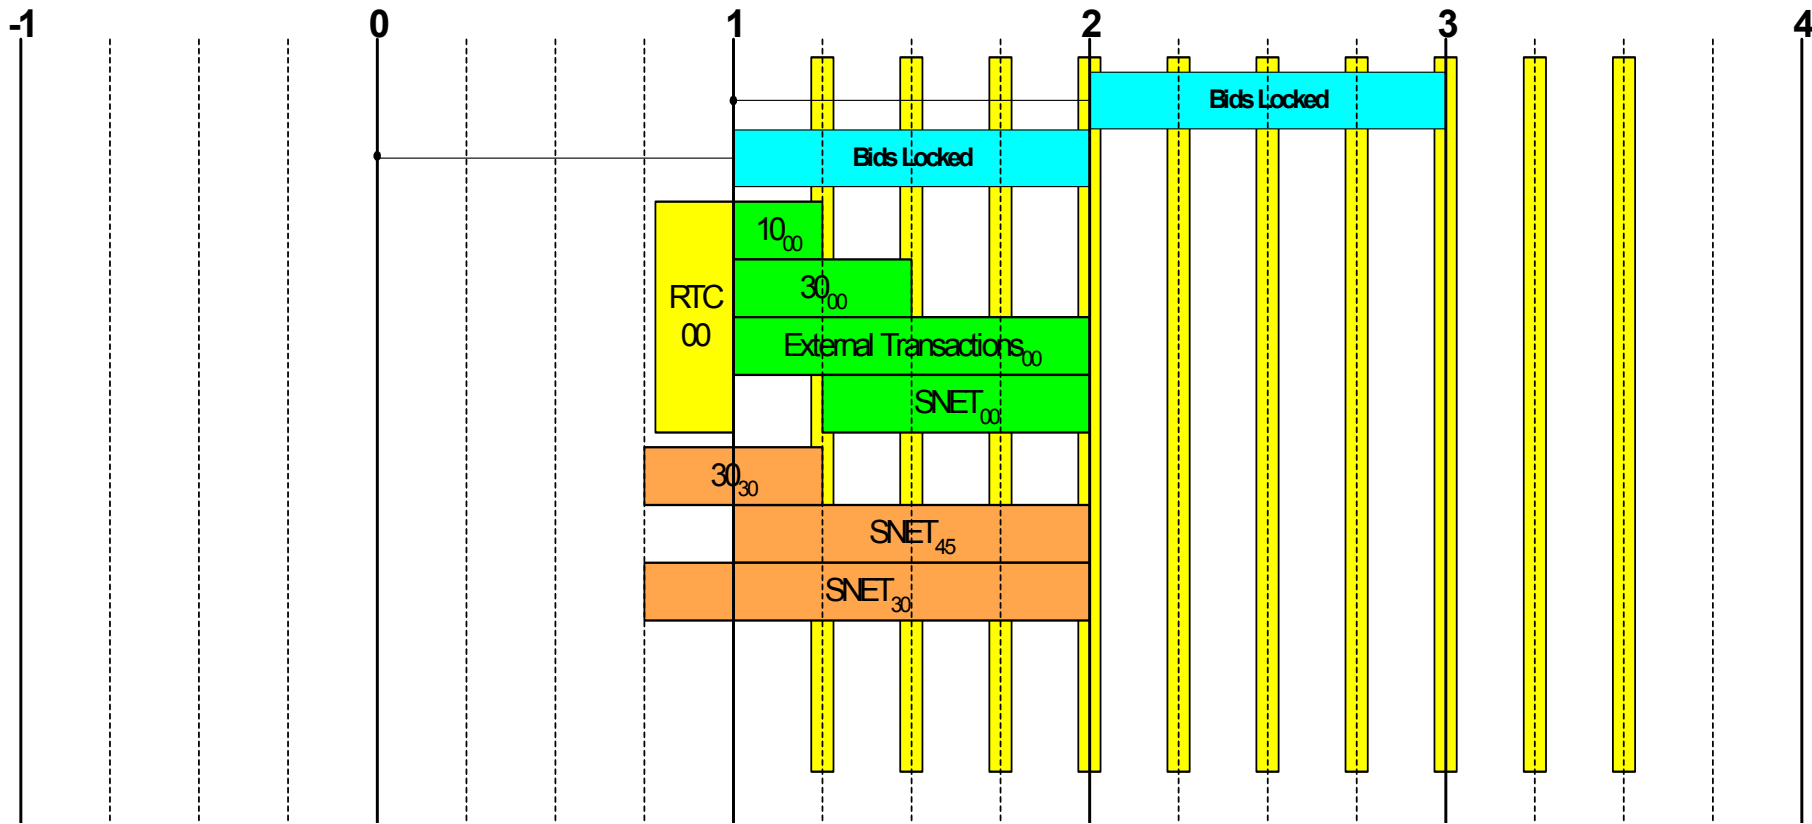 -1 0 1 2 3 4
Bids Locked
Bids Locked
10₀₀
RTC
00
30₀₀
External Transactions₀₀
SNET₀₀
30₃₀
SNET₄₅
SNET₃₀